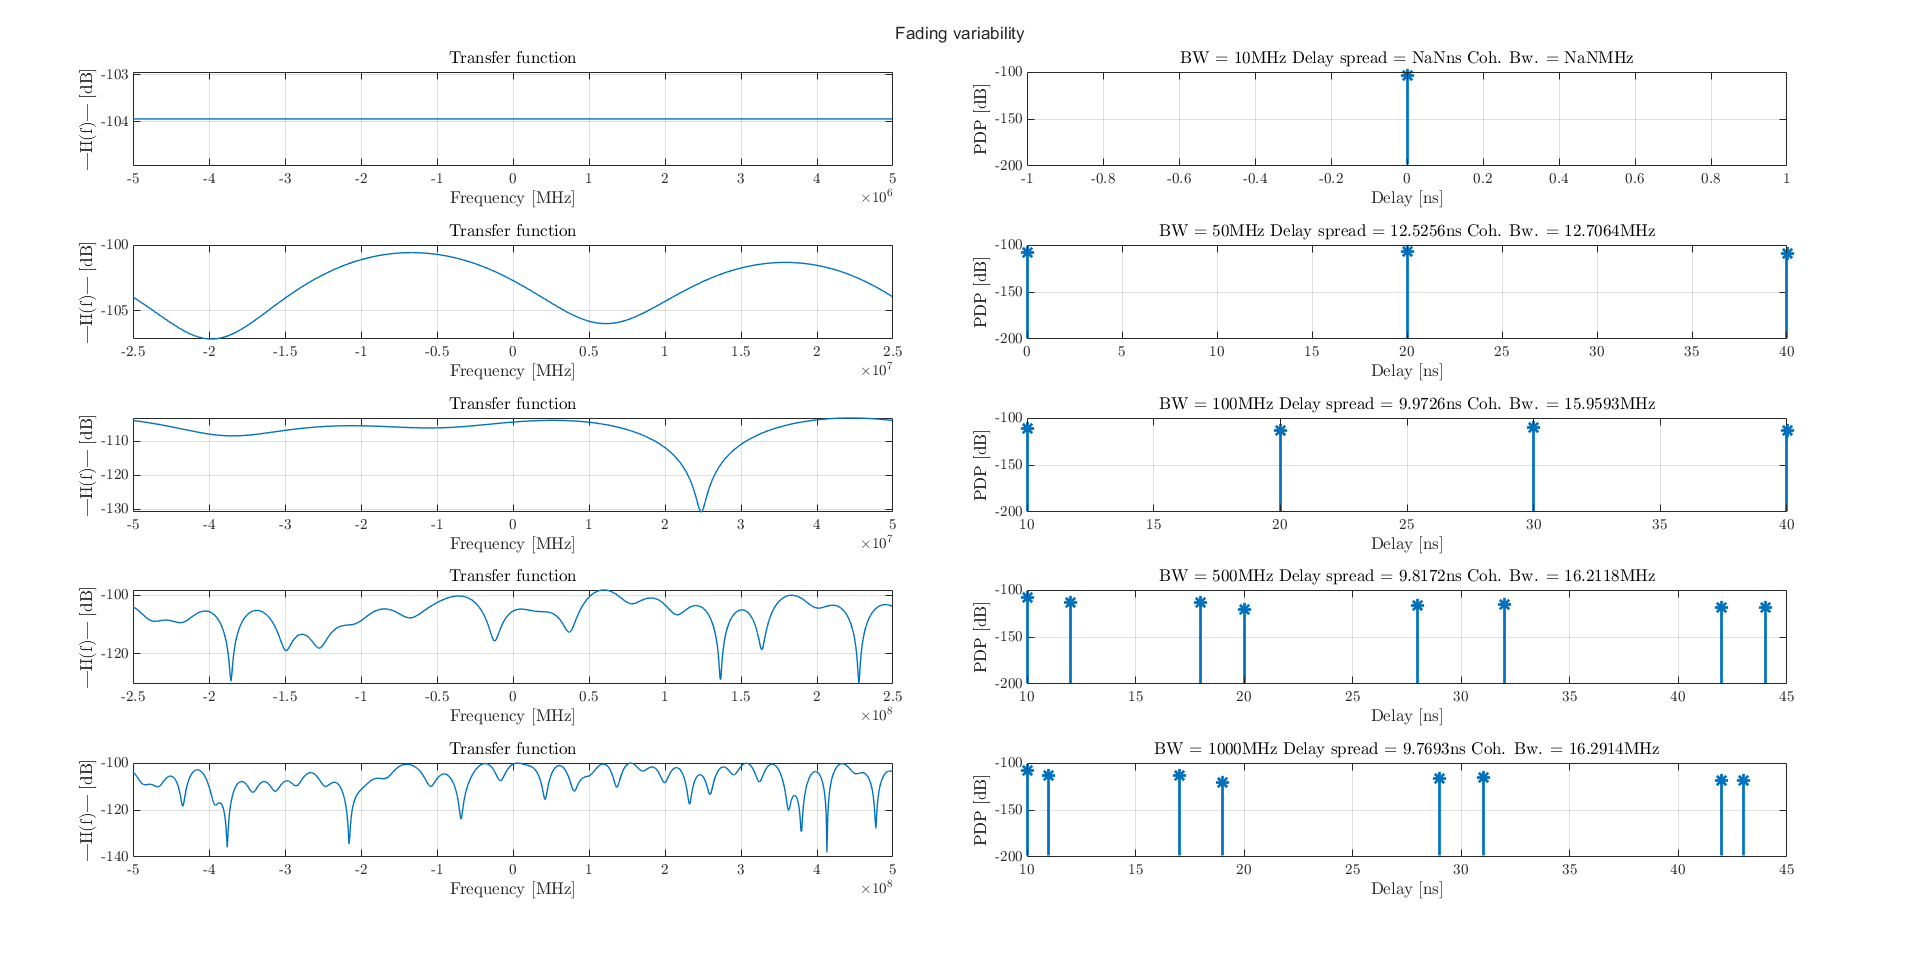 Fading variability
Transfer function
—H(f)— [dB]
-103
-104
-5 -4 -3 -2 -1 0 1 2 3 4 5
Frequency [MHz]
×10⁶
BW = 10MHz Delay spread = NaNns Coh. Bw. = NaNMHz
PDP [dB]
-100
-150
-200
-1 -0.8 -0.6 -0.4 -0.2 0 0.2 0.4 0.6 0.8 1
Delay [ns]
Transfer function
—H(f)— [dB]
-100
-105
-2.5 -2 -1.5 -1 -0.5 0 0.5 1 1.5 2 2.5
Frequency [MHz]
×10⁷
BW = 50MHz Delay spread = 12.5256ns Coh. Bw. = 12.7064MHz
PDP [dB]
-100
-150
-200
0 5 10 15 20 25 30 35 40
Delay [ns]
Transfer function
—H(f)— [dB]
-110
-120
-130
-5 -4 -3 -2 -1 0 1 2 3 4 5
Frequency [MHz]
×10⁷
BW = 100MHz Delay spread = 9.9726ns Coh. Bw. = 15.9593MHz
PDP [dB]
-100
-150
-200
10 15 20 25 30 35 40
Delay [ns]
Transfer function
—H(f)— [dB]
-100
-120
-2.5 -2 -1.5 -1 -0.5 0 0.5 1 1.5 2 2.5
Frequency [MHz]
×10⁸
BW = 500MHz Delay spread = 9.8172ns Coh. Bw. = 16.2118MHz
PDP [dB]
-100
-150
-200
10 15 20 25 30 35 40 45
Delay [ns]
Transfer function
—H(f)— [dB]
-100
-120
-140
-5 -4 -3 -2 -1 0 1 2 3 4 5
Frequency [MHz]
×10⁸
BW = 1000MHz Delay spread = 9.7693ns Coh. Bw. = 16.2914MHz
PDP [dB]
-100
-150
-200
10 15 20 25 30 35 40 45
Delay [ns]